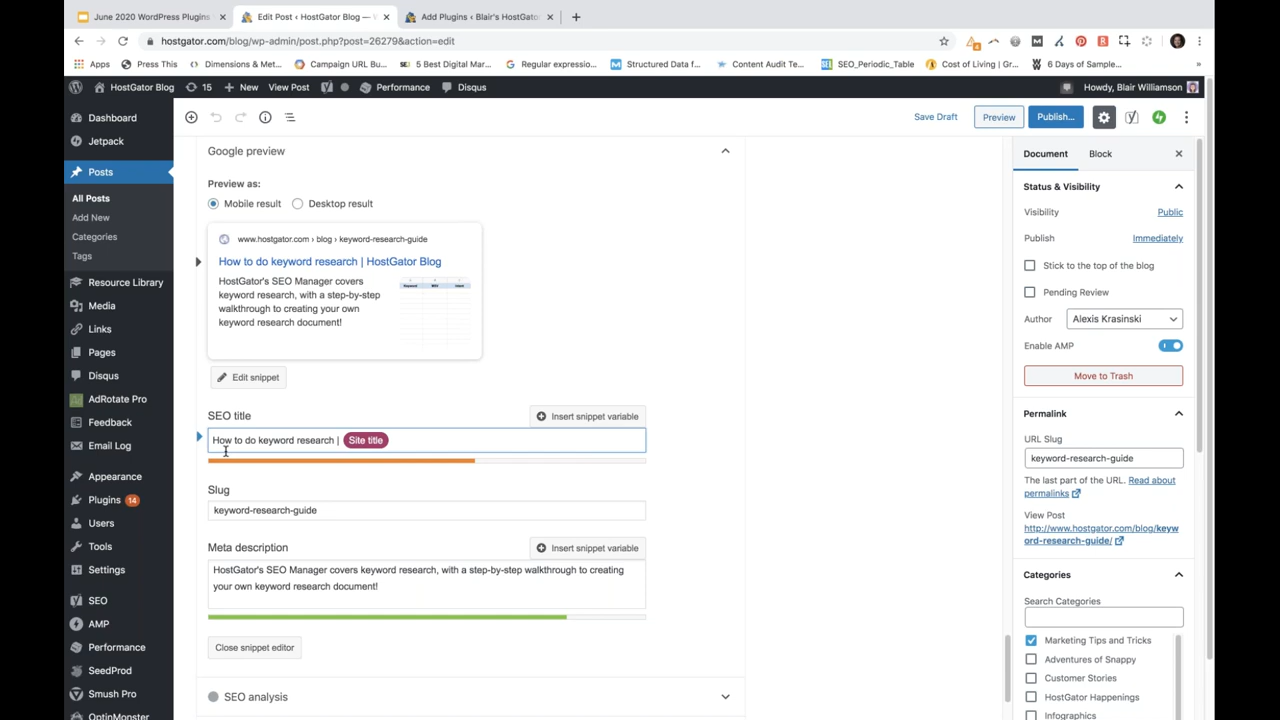 June 2020 WordPress Plugins
Edit Post ‹ HostGator Blog —
Add Plugins ‹ Blair's HostGato
hostgator.com/blog/wp-admin/post.php?post=26279&action=edit
Apps
Press This
Dimensions & Met...
Campaign URL Bu...
5 Best Digital Mar...
Regular expressio...
Structured Data f...
Content Audit Te...
SEO_Periodic_Table
Cost of Living | Gr...
6 Days of Sample...
»
HostGator Blog
15
New
View Post
Performance
Disqus
Howdy, Blair Williamson
Dashboard
Jetpack
Posts
All Posts
Add New
Categories
Tags
Resource Library
Media
Links
Pages
Disqus
AdRotate Pro
Feedback
Email Log
Appearance
Plugins 14
Users
Tools
Settings
SEO
AMP
Performance
SeedProd
Smush Pro
OptinMonster
Save Draft
Preview
Publish...
Google preview
Preview as:
Mobile result
Desktop result
www.hostgator.com › blog › keyword-research-guide
How to do keyword research | HostGator Blog
HostGator's SEO Manager covers
keyword research, with a step-by-step
walkthrough to creating your own
keyword research document!
Edit snippet
SEO title
Insert snippet variable
How to do keyword research | Site title
Slug
keyword-research-guide
Meta description
Insert snippet variable
HostGator's SEO Manager covers keyword research, with a step-by-step walkthrough to creating
your own keyword research document!
Close snippet editor
SEO analysis
Document
Block
Status & Visibility
Visibility
Public
Publish
Immediately
Stick to the top of the blog
Pending Review
Author
Alexis Krasinski
Enable AMP
Move to Trash
Permalink
URL Slug
keyword-research-guide
The last part of the URL. Read about
permalinks
View Post
http://www.hostgator.com/blog/keyw
ord-research-guide/
Categories
Search Categories
Marketing Tips and Tricks
Adventures of Snappy
Customer Stories
HostGator Happenings
Infographics